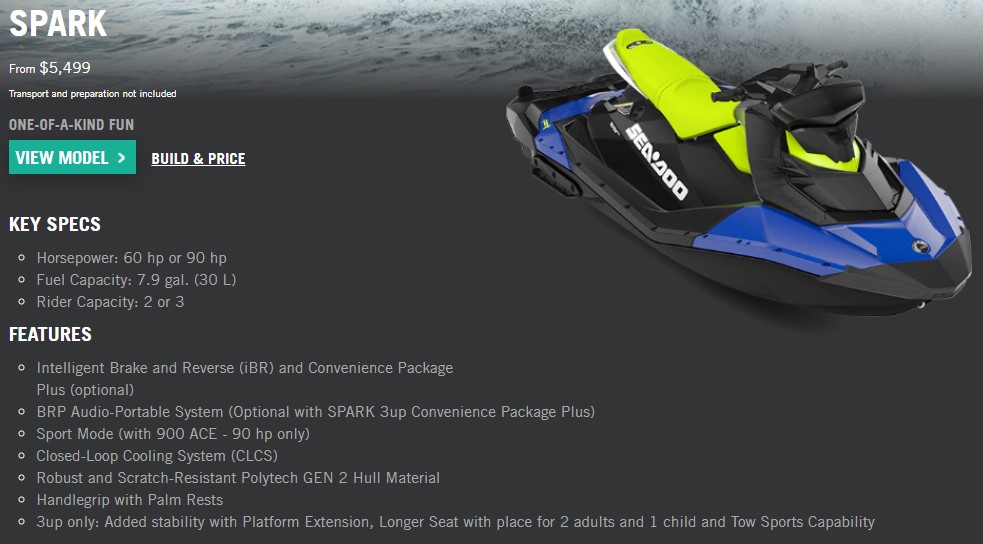 SPARK
From $5,499
Transport and preparation not included
ONE-OF-A-KIND FUN
VIEW MODEL >
BUILD & PRICE
SEA-DOO
KEY SPECS
Horsepower: 60 hp or 90 hp
Fuel Capacity: 7.9 gal. (30 L)
Rider Capacity: 2 or 3
FEATURES
Intelligent Brake and Reverse (iBR) and Convenience Package
Plus (optional)
BRP Audio-Portable System (Optional with SPARK 3up Convenience Package Plus)
Sport Mode (with 900 ACE - 90 hp only)
Closed-Loop Cooling System (CLCS)
Robust and Scratch-Resistant Polytech GEN 2 Hull Material
Handlegrip with Palm Rests
3up only: Added stability with Platform Extension, Longer Seat with place for 2 adults and 1 child and Tow Sports Capability